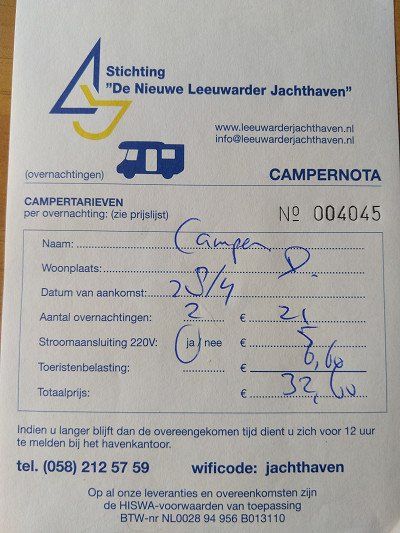 Stichting
"De Nieuwe Leeuwarder Jachthaven"
www.leeuwarderjachthaven.nl
info@leeuwarderjachthaven.nl
(overnachtingen) CAMPERNOTA
CAMPERTARIEVEN
per overnachting: (zie prijslijst) Nº 004045
Naam: Camper
Woonplaats: D.
Datum van aankomst: 28/4
Aantal overnachtingen: 2 € 21
Stroomaansluiting 220V: ja/nee €
Toeristenbelasting: € 6,60
Totaalprijs: € 32,60
Indien u langer blijft dan de overeengekomen tijd dient u zich voor 12 uur
te melden bij het havenkantoor.
tel. (058) 212 57 59 wificode: jachthaven
Op al onze leveranties en overeenkomsten zijn
de HISWA-voorwaarden van toepassing
BTW-nr NL0028 94 956 B013110